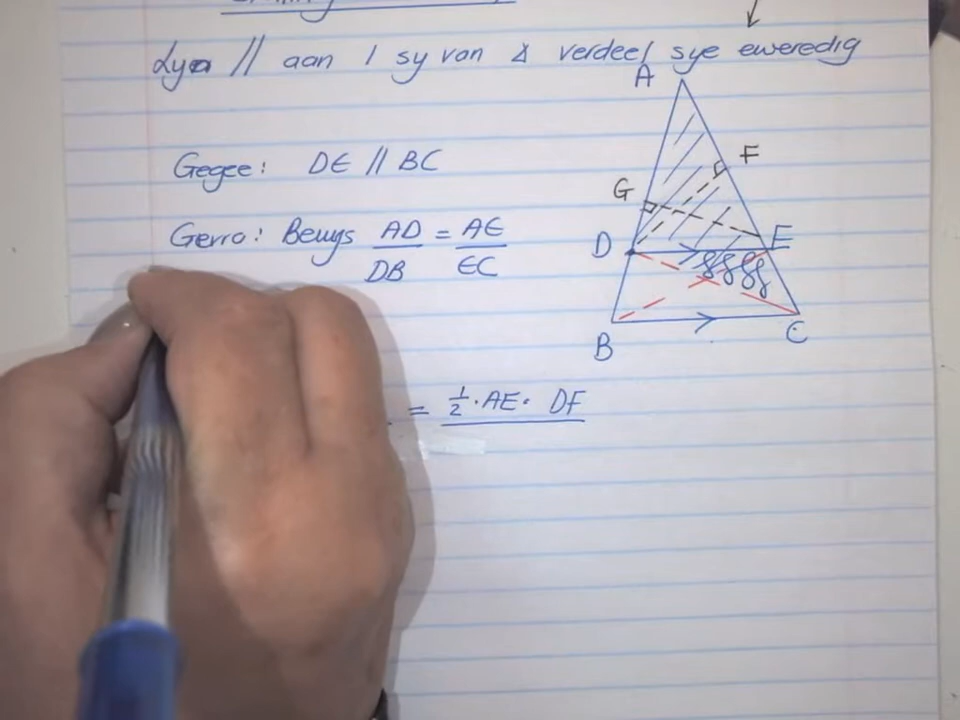 Lyn // aan 1 sy van Δ verdeel sye eweredig
A
F
Gegee: DE // BC
G
Gevra: Bewys AD/DB = AE/EC
D
E
B
C
= ½ · AE · DF